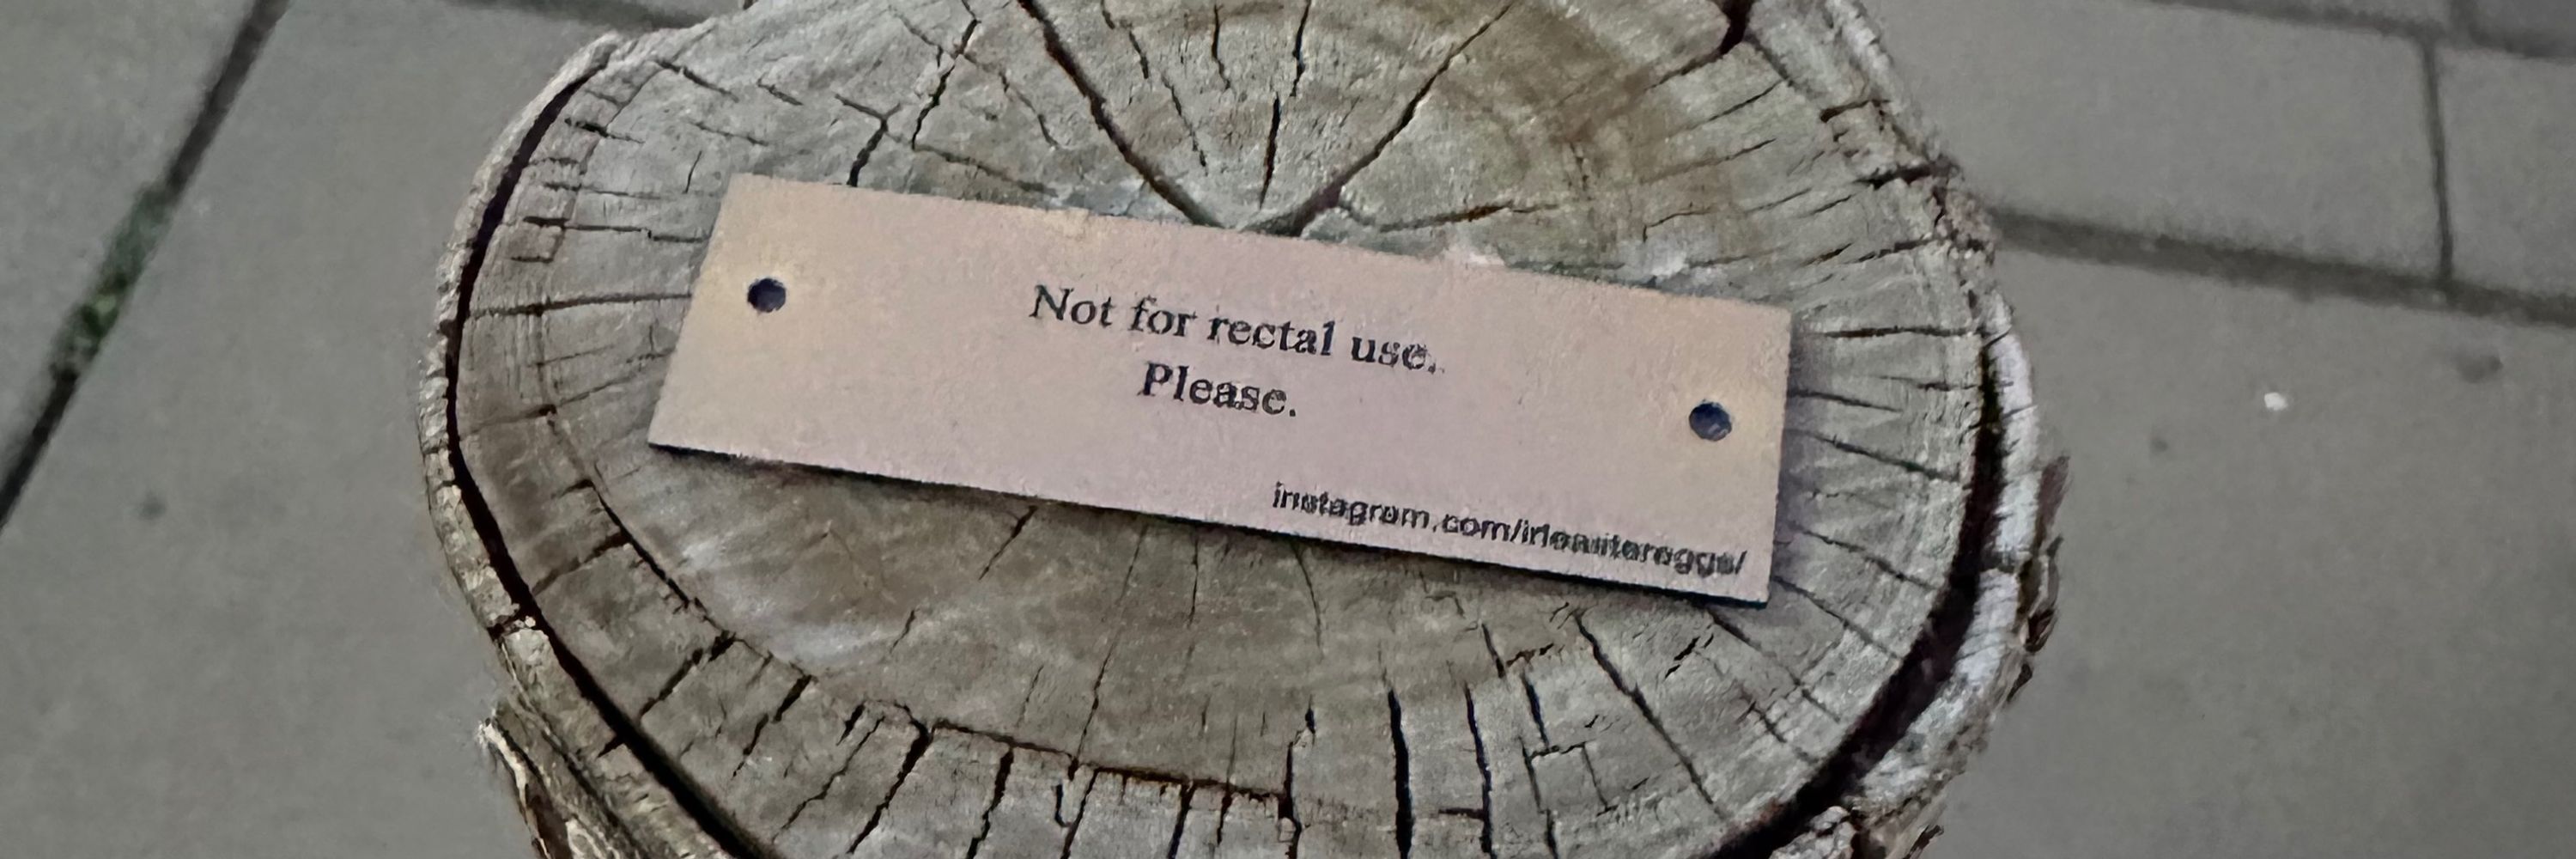 Not for rectal use.
Please.